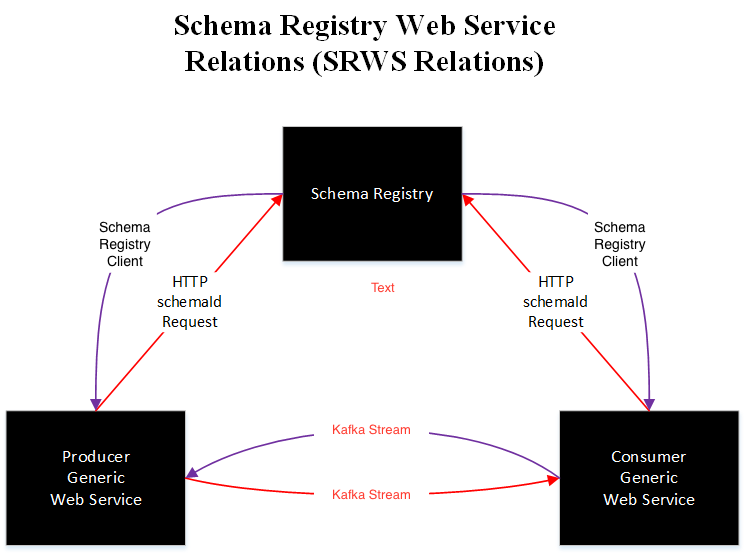 Schema Registry Web Service
Relations (SRWS Relations)
Schema Registry
Schema
Registry
Client
Schema
Registry
Client
HTTP
schemaId
Request
Text
HTTP
schemaId
Request
Kafka Stream
Producer
Generic
Web Service
Consumer
Generic
Web Service
Kafka Stream